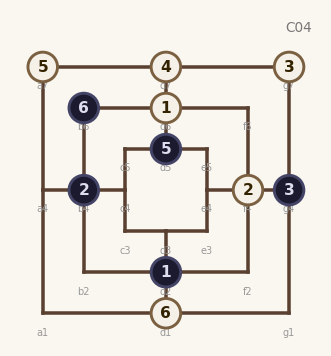 C04
5 4 3
a7 d7 g7
6 1
b6 d6 f6
5
c5 d5 e5
2 2 3
a4 b4 c4 e4 f4 g4
c3 d3 e3
1
b2 d2 f2
6
a1 d1 g1